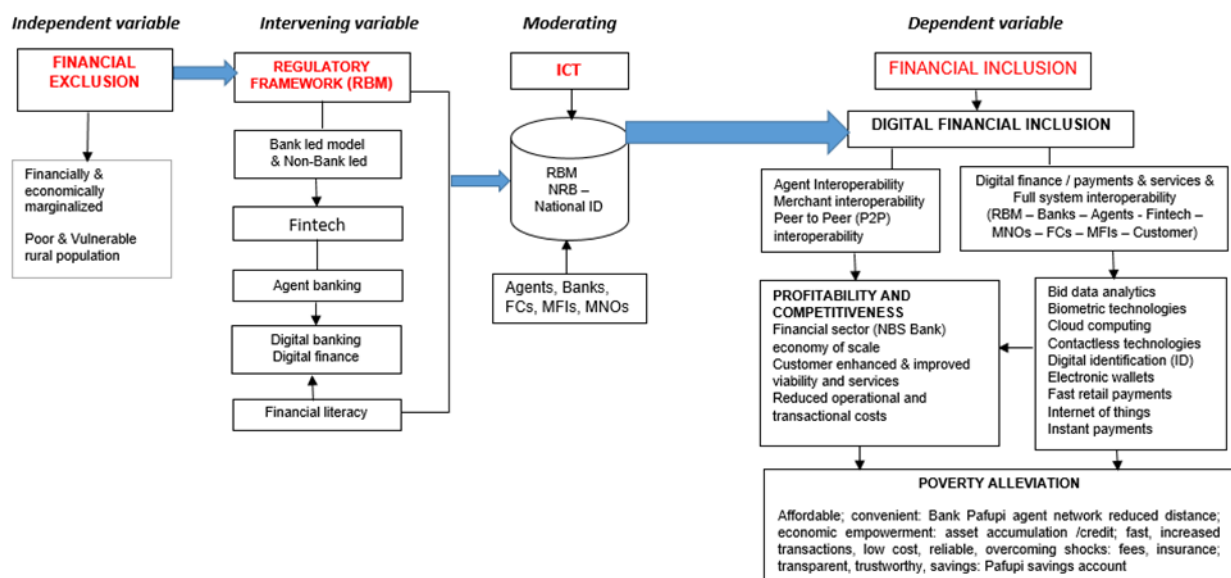 Independent variable
Intervening variable
Moderating
Dependent variable
FINANCIAL
EXCLUSION
Financially &
economically
marginalized
Poor & Vulnerable
rural population
REGULATORY
FRAMEWORK (RBM)
Bank led model
& Non-Bank led
Fintech
Agent banking
Digital banking
Digital finance
Financial literacy
ICT
RBM
NRB –
National ID
Agents, Banks,
FCs, MFIs, MNOs
FINANCIAL INCLUSION
DIGITAL FINANCIAL INCLUSION
Agent Interoperability
Merchant interoperability
Peer to Peer (P2P)
interoperability
Digital finance / payments & services &
Full system interoperability
(RBM – Banks – Agents - Fintech –
MNOs – FCs – MFIs – Customer)
PROFITABILITY AND
COMPETITIVENESS
Financial sector (NBS Bank)
economy of scale
Customer enhanced & improved
viability and services
Reduced operational and
transactional costs
Bid data analytics
Biometric technologies
Cloud computing
Contactless technologies
Digital identification (ID)
Electronic wallets
Fast retail payments
Internet of things
Instant payments
POVERTY ALLEVIATION
Affordable; convenient: Bank Pafupi agent network reduced distance;
economic empowerment: asset accumulation /credit; fast, increased
transactions, low cost, reliable, overcoming shocks: fees, insurance;
transparent, trustworthy, savings: Pafupi savings account